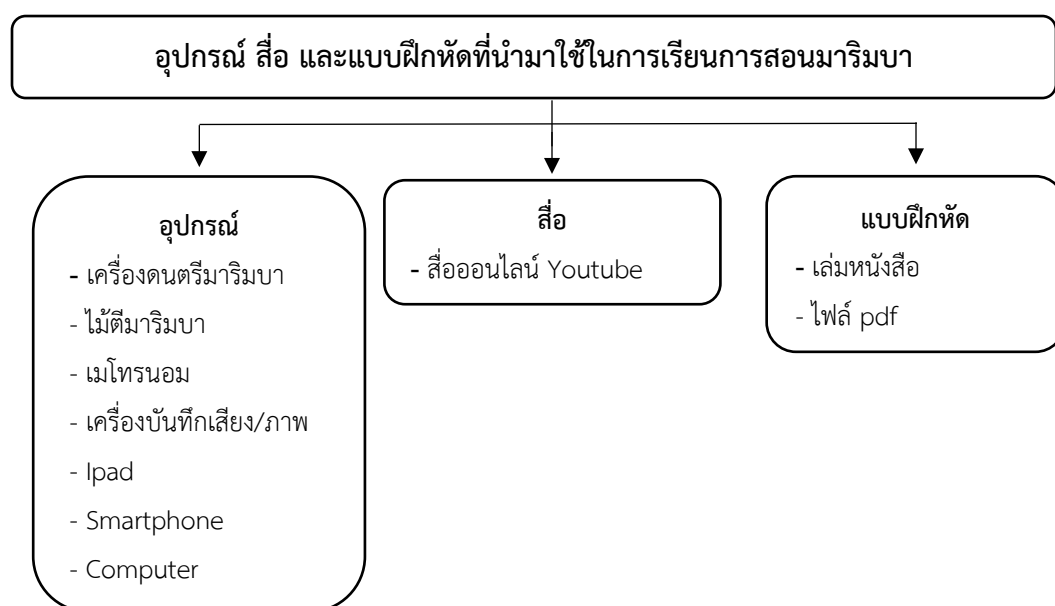 อุปกรณ์ สื่อ และแบบฝึกหัดที่นำมาใช้ในการเรียนการสอนมาริมบา
อุปกรณ์
- เครื่องดนตรีมาริมบา
- ไม้ตีมาริมบา
- เมโทรนอม
- เครื่องบันทึกเสียง/ภาพ
- Ipad
- Smartphone
- Computer
สื่อ
- สื่อออนไลน์ Youtube
แบบฝึกหัด
- เล่มหนังสือ
- ไฟล์ pdf